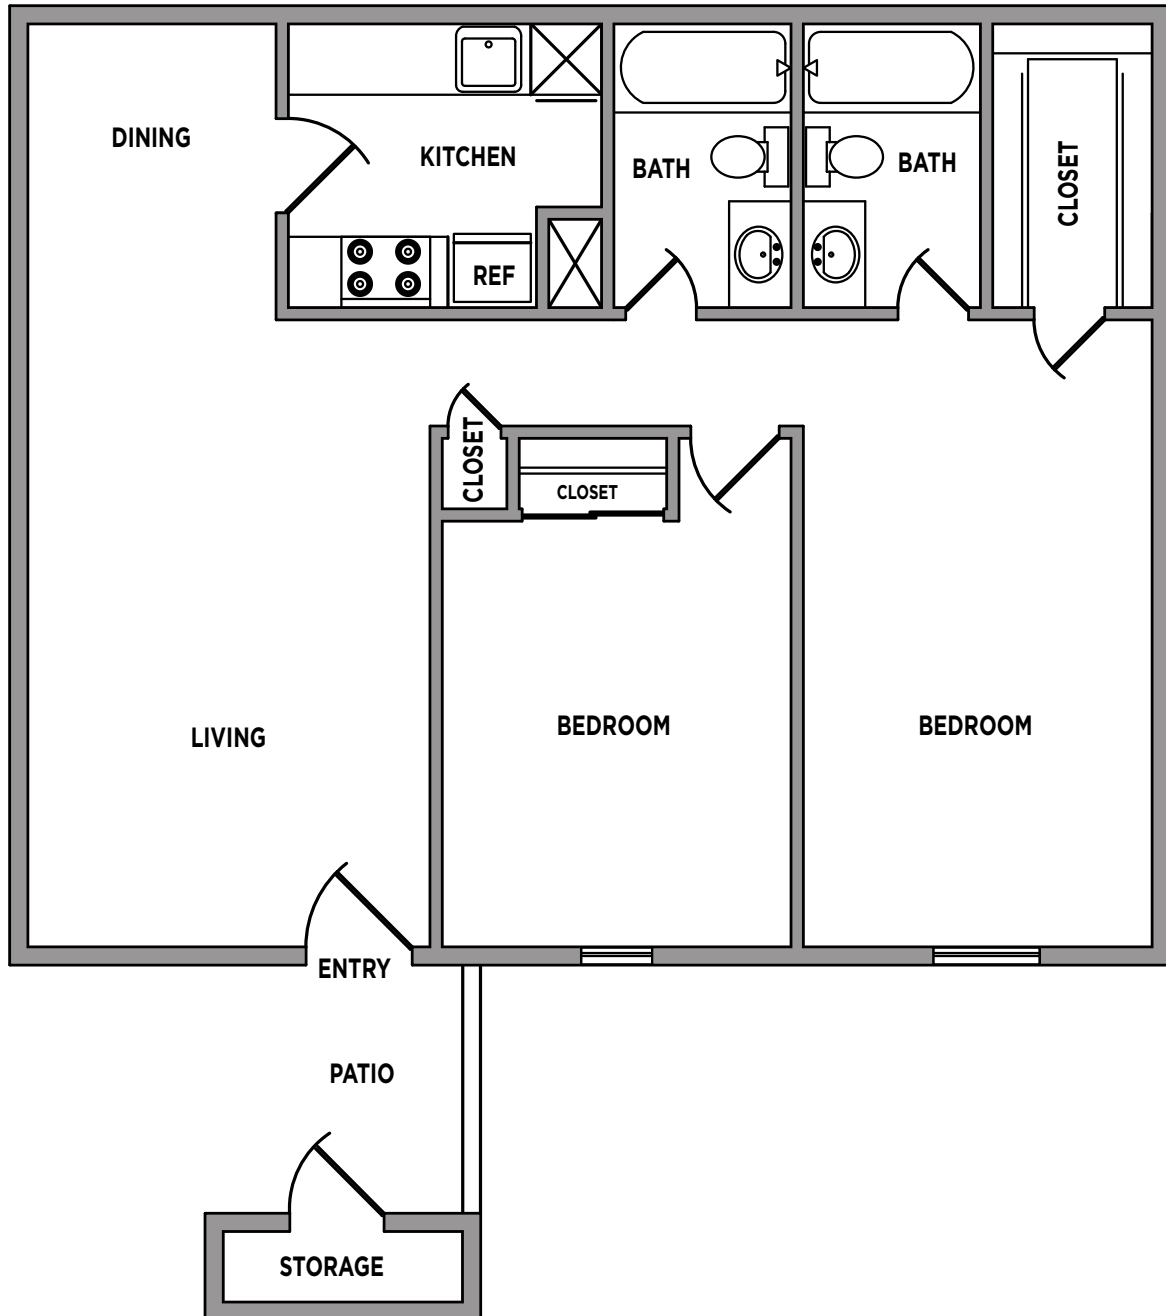 DINING
KITCHEN
BATH
BATH
CLOSET
REF
CLOSET
CLOSET
LIVING
BEDROOM
BEDROOM
ENTRY
PATIO
STORAGE